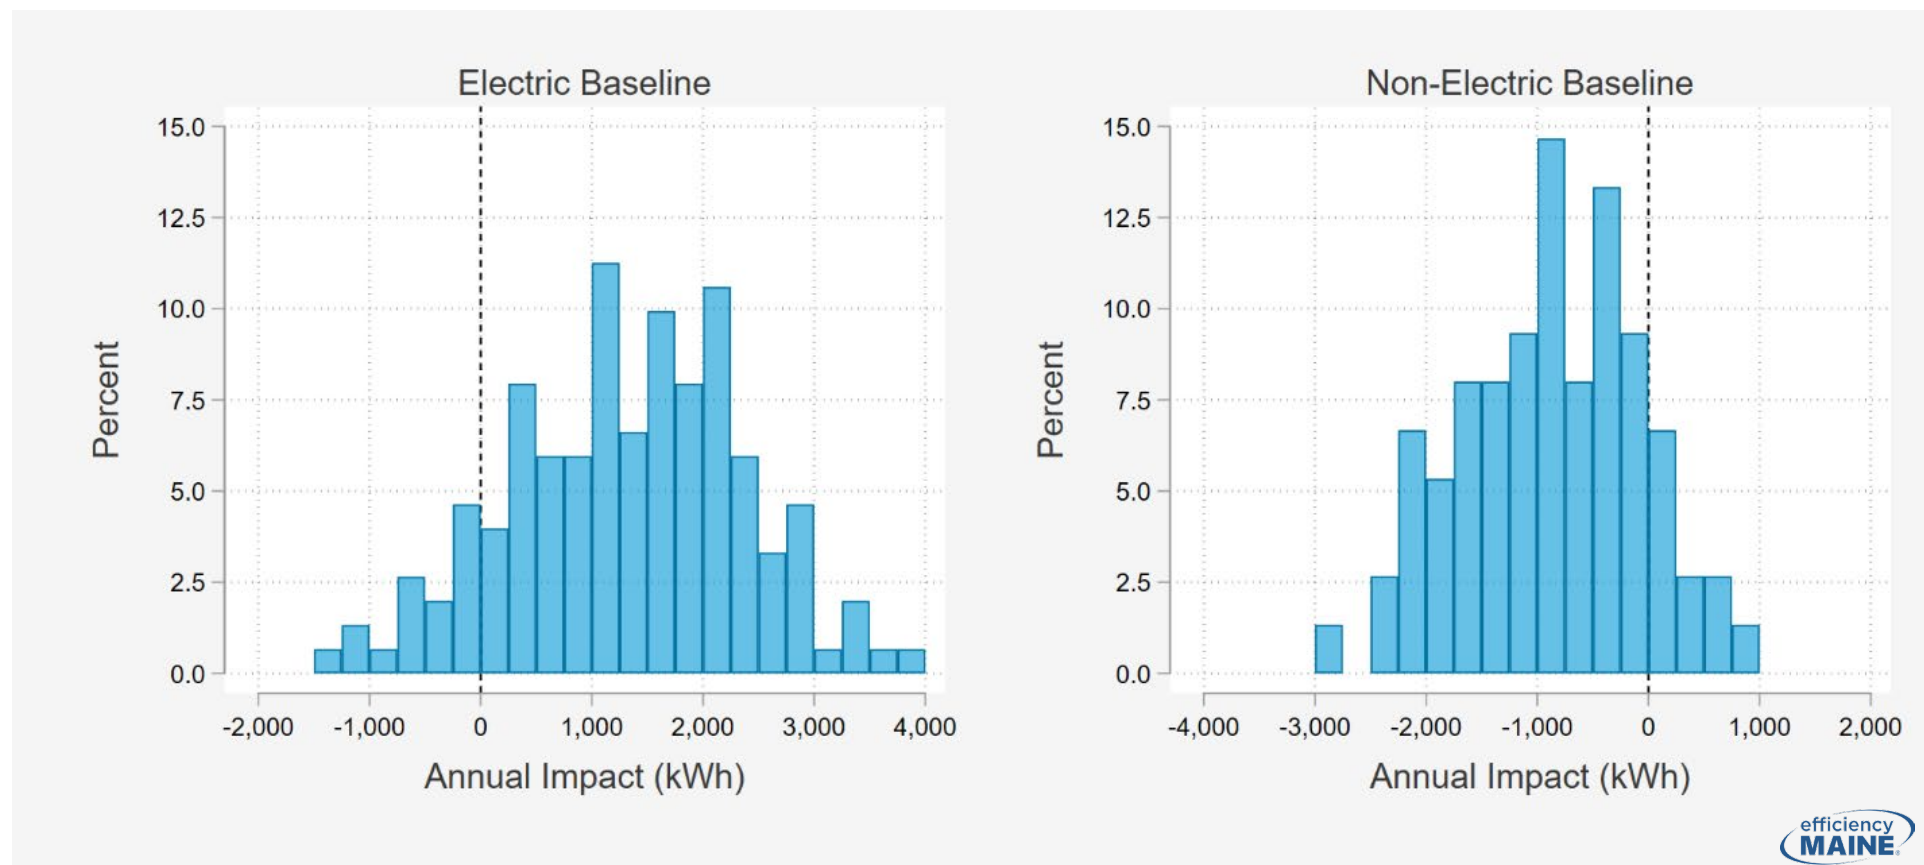 Electric Baseline
15.0
12.5
10.0
7.5
5.0
2.5
0.0
Percent
-2,000 -1,000 0 1,000 2,000 3,000 4,000
Annual Impact (kWh)
Non-Electric Baseline
15.0
12.5
10.0
7.5
5.0
2.5
0.0
Percent
-4,000 -3,000 -2,000 -1,000 0 1,000 2,000
Annual Impact (kWh)
efficiency
MAINE